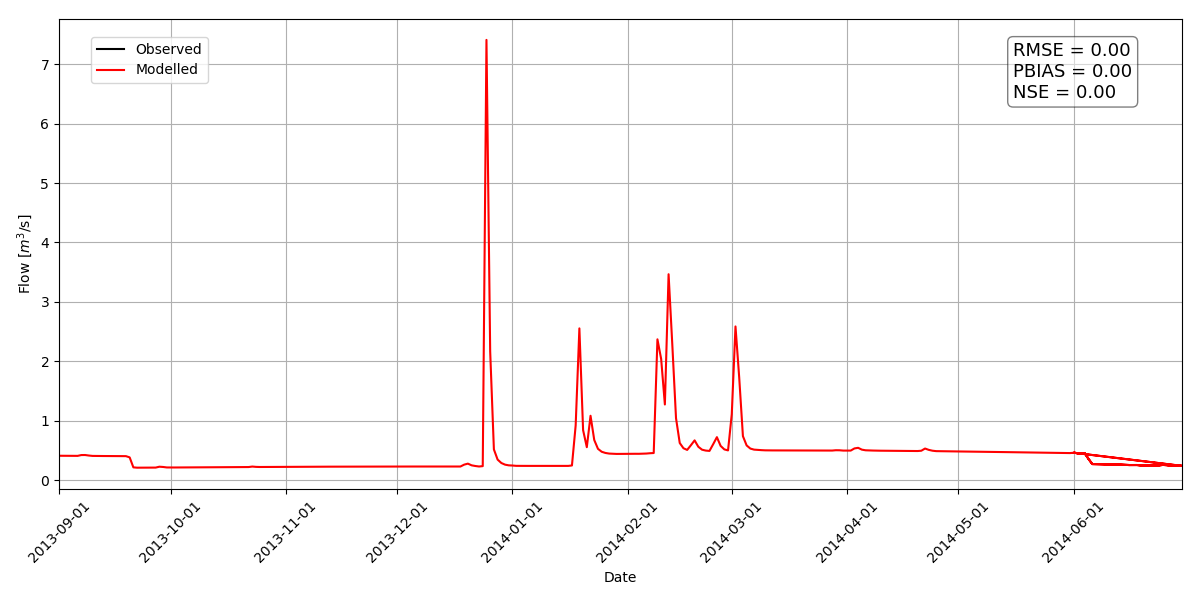 Observed
Modelled
RMSE = 0.00
PBIAS = 0.00
NSE = 0.00
7
6
5
4
3
2
1
0
Flow [m³/s]
2013-09-01
2013-10-01
2013-11-01
2013-12-01
2014-01-01
2014-02-01
2014-03-01
2014-04-01
2014-05-01
2014-06-01
Date